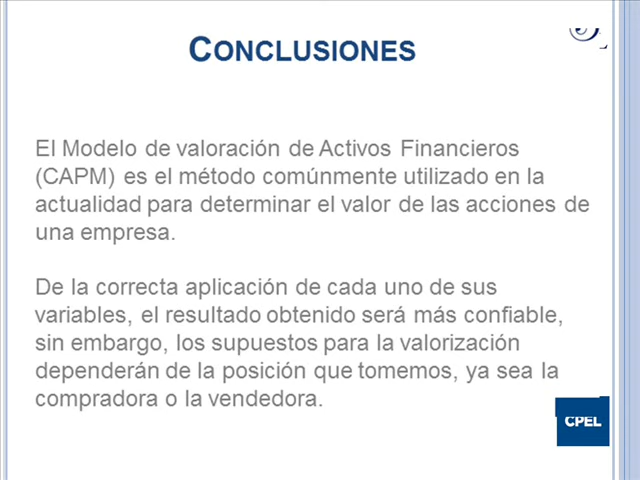 CONCLUSIONES
El Modelo de valoración de Activos Financieros
(CAPM) es el método comúnmente utilizado en la
actualidad para determinar el valor de las acciones de
una empresa.
De la correcta aplicación de cada uno de sus
variables, el resultado obtenido será más confiable,
sin embargo, los supuestos para la valorización
dependerán de la posición que tomemos, ya sea la
compradora o la vendedora.
CPEL